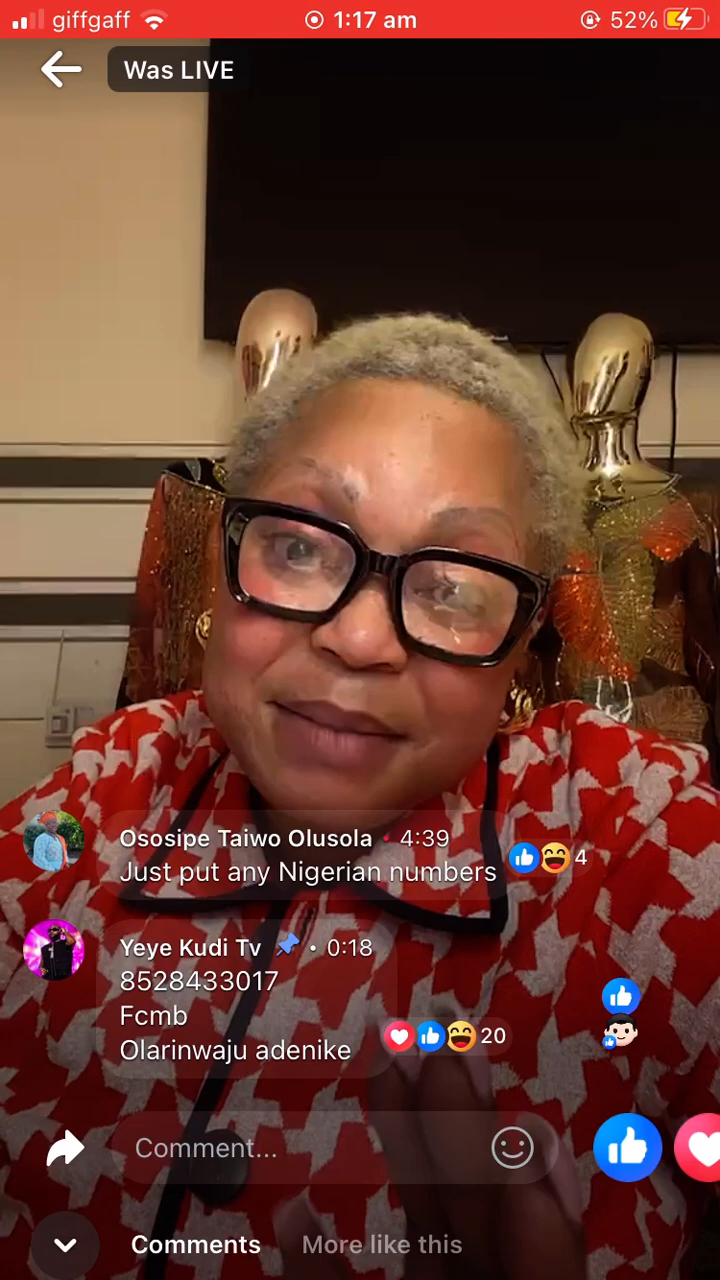 giffgaff
1:17 am
52%
Was LIVE
Ososipe Taiwo Olusola • 4:39
Just put any Nigerian numbers
4
Yeye Kudi Tv • 0:18
8528433017
Fcmb
Olarinwaju adenike
20
Comment...
Comments
More like this